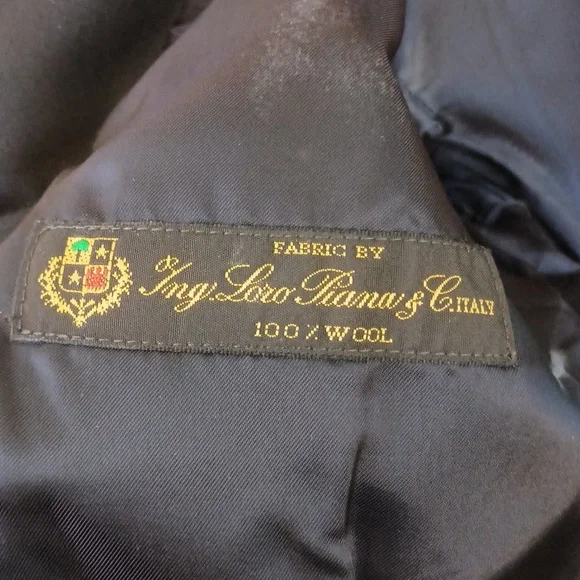 FABRIC BY
Ing. Loro Piana & C. ITALY
100% WOOL